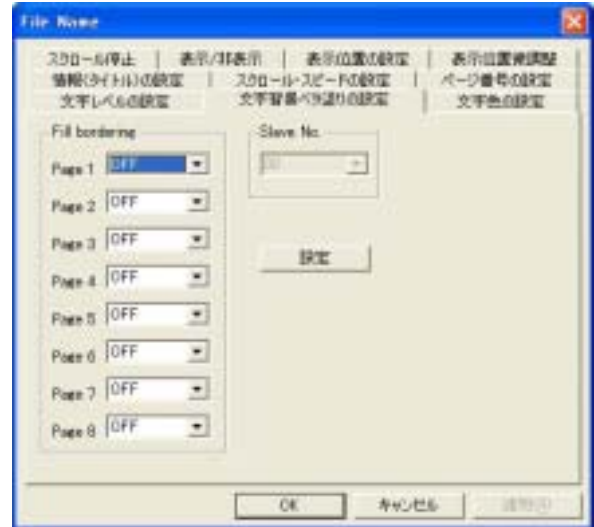 File Name
スクロール停止 表示/非表示 表示位置の設定 表示位置微調整
情報(タイトル)の設定 スクロール・スピードの設定 ページ番号の設定
文字レベルの設定 文字背景ベタ塗りの設定 文字色の設定
Fill bordering
Slave No.
Page 1 OFF
Page 2 OFF
Page 3 OFF
設定
Page 4 OFF
Page 5 OFF
Page 6 OFF
Page 7 OFF
Page 8 OFF
OK キャンセル